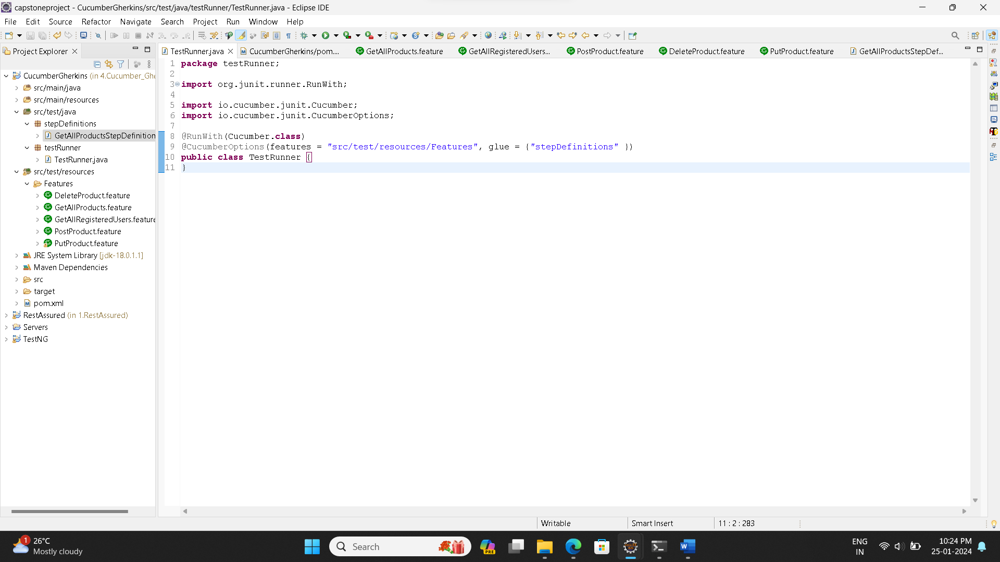 capstoneproject - CucumberGherkins/src/test/java/testRunner/TestRunner.java - Eclipse IDE
File Edit Source Refactor Navigate Search Project Run Window Help
Project Explorer
TestRunner.java CucumberGherkins/pom.... GetAllProducts.feature GetAllRegisteredUsers... PostProduct.feature DeleteProduct.feature PutProduct.feature GetAllProductsStepDef...
CucumberGherkins (in 4.Cucumber_Ghe
src/main/java
src/main/resources
src/test/java
stepDefinitions
GetAllProductsStepDefinition
testRunner
TestRunner.java
src/test/resources
Features
DeleteProduct.feature
GetAllProducts.feature
GetAllRegisteredUsers.feature
PostProduct.feature
PutProduct.feature
JRE System Library [jdk-18.0.1.1]
Maven Dependencies
src
target
pom.xml
RestAssured (in 1.RestAssured)
Servers
TestNG
1 package testRunner;
2
3 import org.junit.runner.RunWith;
4
5 import io.cucumber.junit.Cucumber;
6 import io.cucumber.junit.CucumberOptions;
7
8 @RunWith(Cucumber.class)
9 @CucumberOptions(features = "src/test/resources/Features", glue = {"stepDefinitions" })
10 public class TestRunner {
11 }
Writable Smart Insert 11 : 2 : 283
1
26°C
Mostly cloudy
Search
PRE
ENG
IN
10:24 PM
25-01-2024